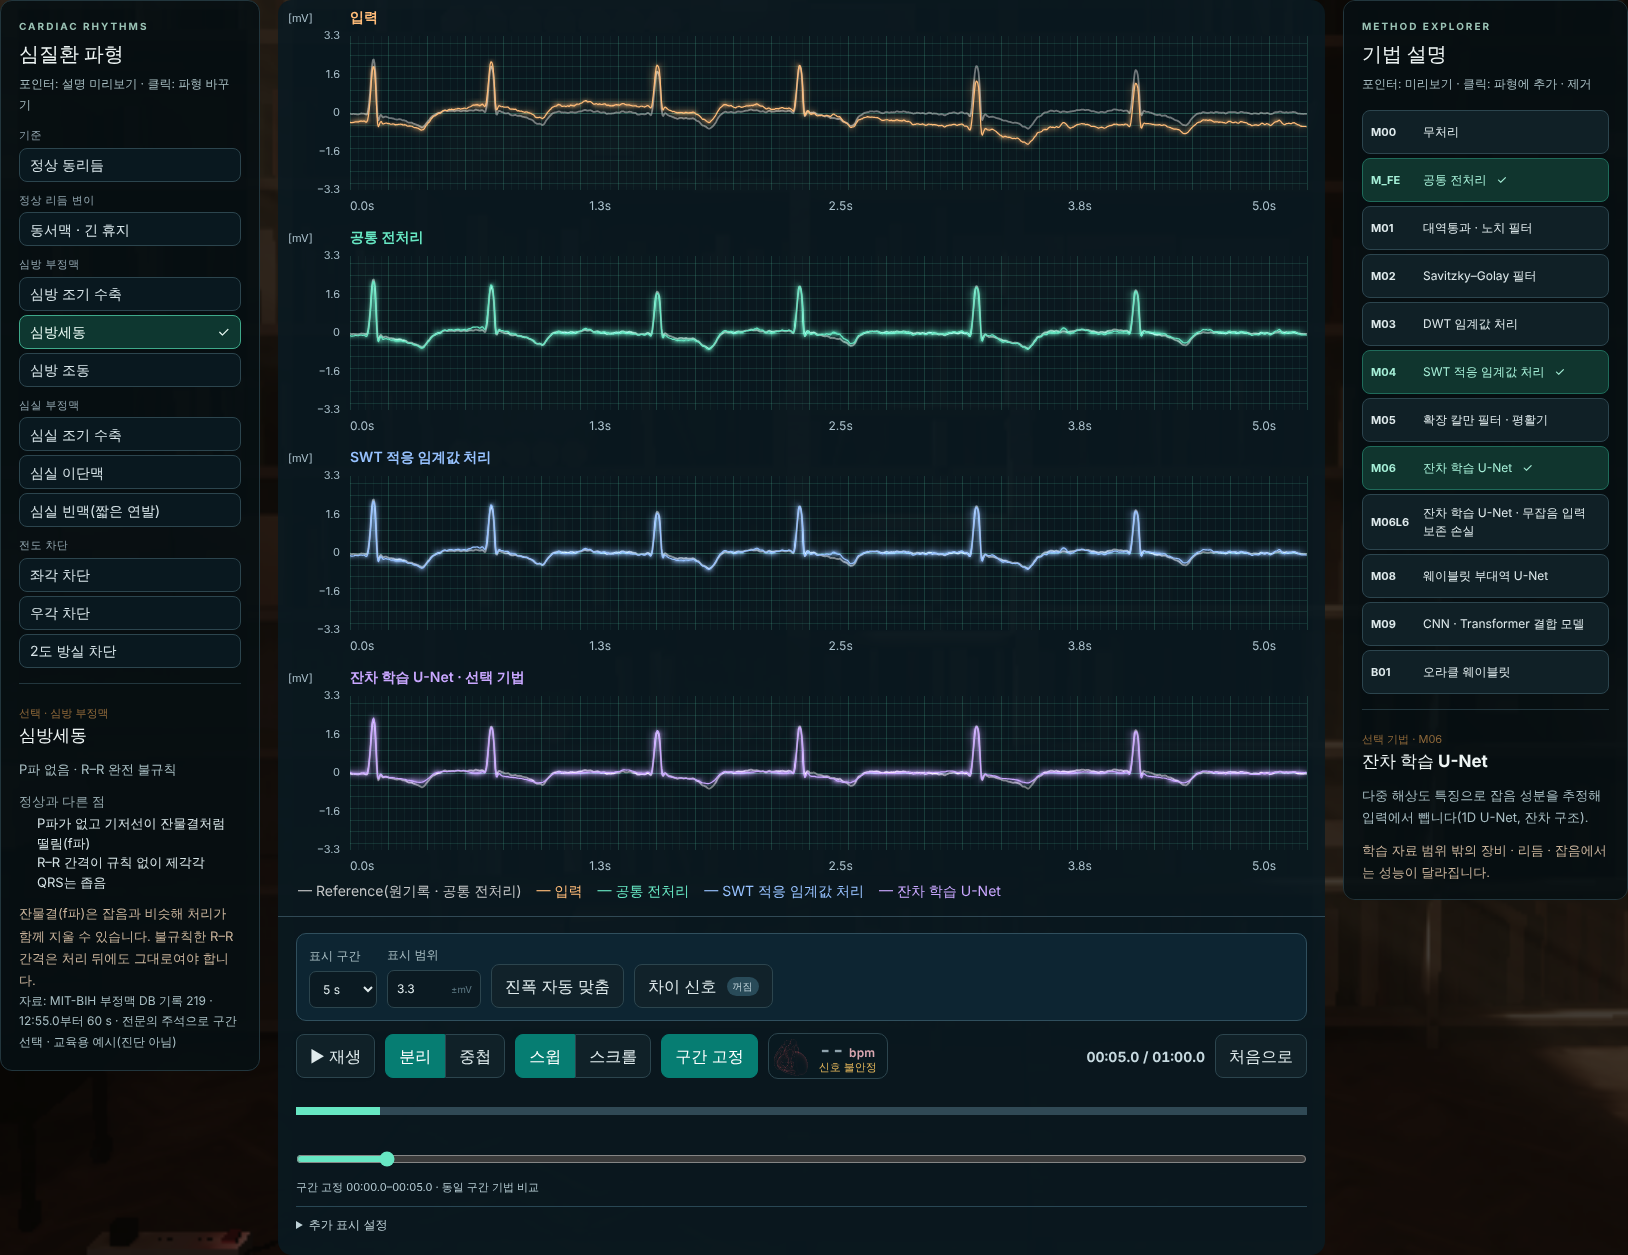 CARDIAC RHYTHMS
심질환 파형
포인터: 설명 미리보기 · 클릭: 파형 바꾸
기
기준
정상 동리듬
정상 리듬 변이
동서맥 · 긴 휴지
심방 부정맥
심방 조기 수축
심방세동 ✓
심방 조동
심실 부정맥
심실 조기 수축
심실 이단맥
심실 빈맥(짧은 연발)
전도 차단
좌각 차단
우각 차단
2도 방실 차단
선택 · 심방 부정맥
심방세동
P파 없음 · R–R 완전 불규칙
정상과 다른 점
P파가 없고 기저선이 잔물결처럼
떨림(f파)
R–R 간격이 규칙 없이 제각각
QRS는 좁음
잔물결(f파)은 잡음과 비슷해 처리가
함께 지울 수 있습니다. 불규칙한 R–R
간격은 처리 뒤에도 그대로여야 합니
다.
자료: MIT-BIH 부정맥 DB 기록 219 ·
12:55.0부터 60 s · 전문의 주석으로 구간
선택 · 교육용 예시(진단 아님)
[mV] 입력
3.3
1.6
0
−1.6
−3.3
0.0s 1.3s 2.5s 3.8s 5.0s
[mV] 공통 전처리
3.3
1.6
0
−1.6
−3.3
0.0s 1.3s 2.5s 3.8s 5.0s
[mV] SWT 적응 임계값 처리
3.3
1.6
0
−1.6
−3.3
0.0s 1.3s 2.5s 3.8s 5.0s
[mV] 잔차 학습 U-Net · 선택 기법
3.3
1.6
0
−1.6
−3.3
0.0s 1.3s 2.5s 3.8s 5.0s
— Reference(원기록 · 공통 전처리) — 입력 — 공통 전처리 — SWT 적응 임계값 처리 — 잔차 학습 U-Net
표시 구간 표시 범위
5 s 3.3 ±mV 진폭 자동 맞춤 차이 신호 꺼짐
▶ 재생 분리 중첩 스윕 스크롤 구간 고정 -- bpm 00:05.0 / 01:00.0 처음으로
신호 불안정
구간 고정 00:00.0–00:05.0 · 동일 구간 기법 비교
▶ 추가 표시 설정
METHOD EXPLORER
기법 설명
포인터: 미리보기 · 클릭: 파형에 추가 · 제거
M00 무처리
M_FE 공통 전처리 ✓
M01 대역통과 · 노치 필터
M02 Savitzky–Golay 필터
M03 DWT 임계값 처리
M04 SWT 적응 임계값 처리 ✓
M05 확장 칼만 필터 · 평활기
M06 잔차 학습 U-Net ✓
M06L6 잔차 학습 U-Net · 무잡음 입력
보존 손실
M08 웨이블릿 부대역 U-Net
M09 CNN · Transformer 결합 모델
B01 오라클 웨이블릿
선택 기법 · M06
잔차 학습 U-Net
다중 해상도 특징으로 잡음 성분을 추정해
입력에서 뺍니다(1D U-Net, 잔차 구조).
학습 자료 범위 밖의 장비 · 리듬 · 잡음에서
는 성능이 달라집니다.